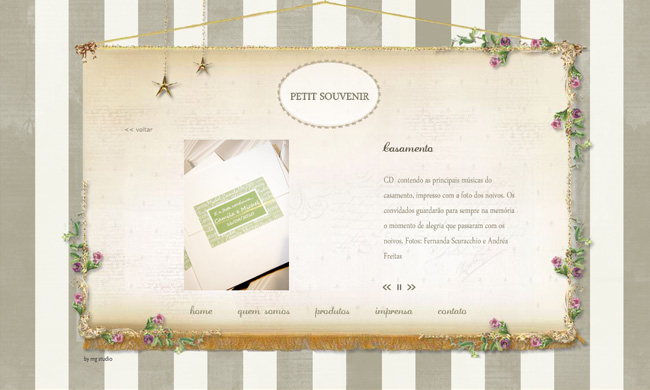 PETIT SOUVENIR
<< voltar
Casamento
CD contendo as principais músicas do
casamento, impresso com a foto dos noivos. Os
convidados guardarão para sempre na memória
o momento de alegria que passaram com os
noivos. Fotos: Fernanda Scuracchio e Andréa
Freitas
home quem somos produtos imprensa contato
by mg studio